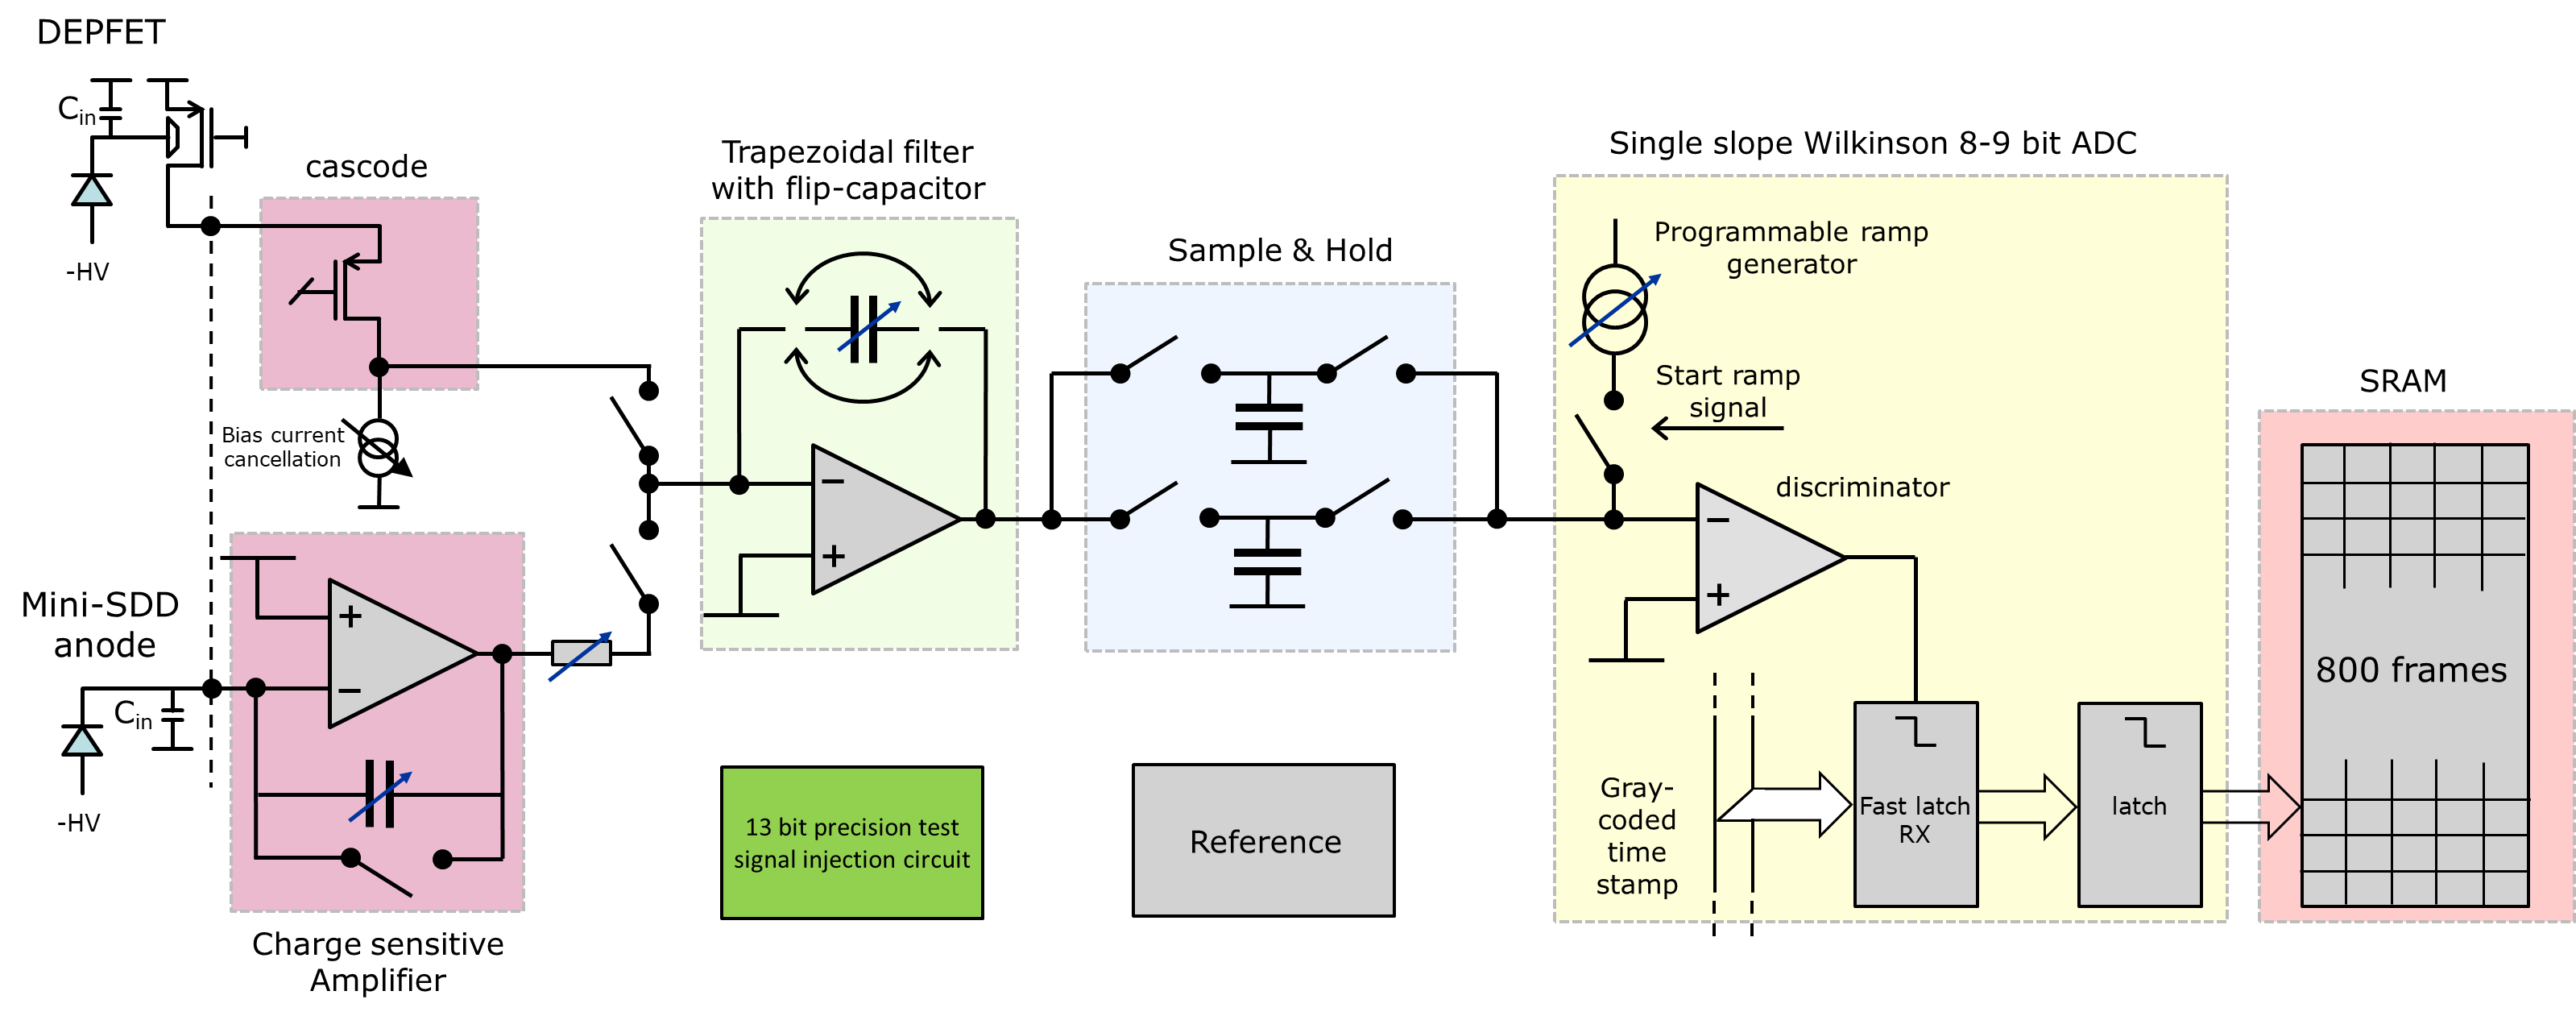 DEPFET
C_in
-HV
cascode
Bias current
cancellation
Mini-SDD
anode
C_in
-HV
+
−
Charge sensitive
Amplifier
Trapezoidal filter
with flip-capacitor
−
+
13 bit precision test
signal injection circuit
Sample & Hold
Reference
Single slope Wilkinson 8-9 bit ADC
Programmable ramp
generator
Start ramp
signal
discriminator
−
+
Gray-
coded
time
stamp
Fast latch
RX
latch
SRAM
800 frames